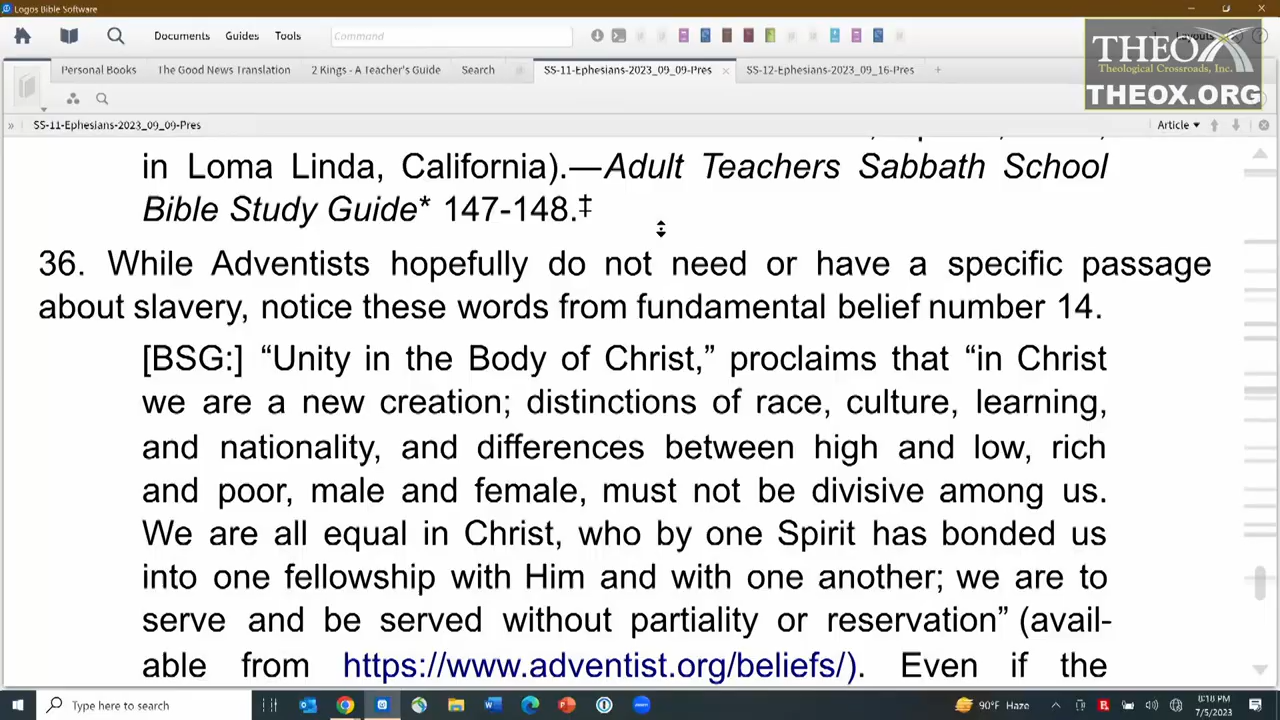 Logos Bible Software
Documents Guides Tools Command Layouts
THEOX
Theological Crossroads, Inc.
THEOX.ORG
Personal Books The Good News Translation 2 Kings - A Teache SS-11-Ephesians-2023_09_09-Pres SS-12-Ephesians-2023_09_16-Pres
SS-11-Ephesians-2023_09_09-Pres Article
in Loma Linda, California).—Adult Teachers Sabbath School
Bible Study Guide* 147-148.‡
36. While Adventists hopefully do not need or have a specific passage
about slavery, notice these words from fundamental belief number 14.
[BSG:] “Unity in the Body of Christ,” proclaims that “in Christ
we are a new creation; distinctions of race, culture, learning,
and nationality, and differences between high and low, rich
and poor, male and female, must not be divisive among us.
We are all equal in Christ, who by one Spirit has bonded us
into one fellowship with Him and with one another; we are to
serve and be served without partiality or reservation” (avail-
able from https://www.adventist.org/beliefs/). Even if the
Type here to search 90°F Haze 8:18 PM
7/5/2023